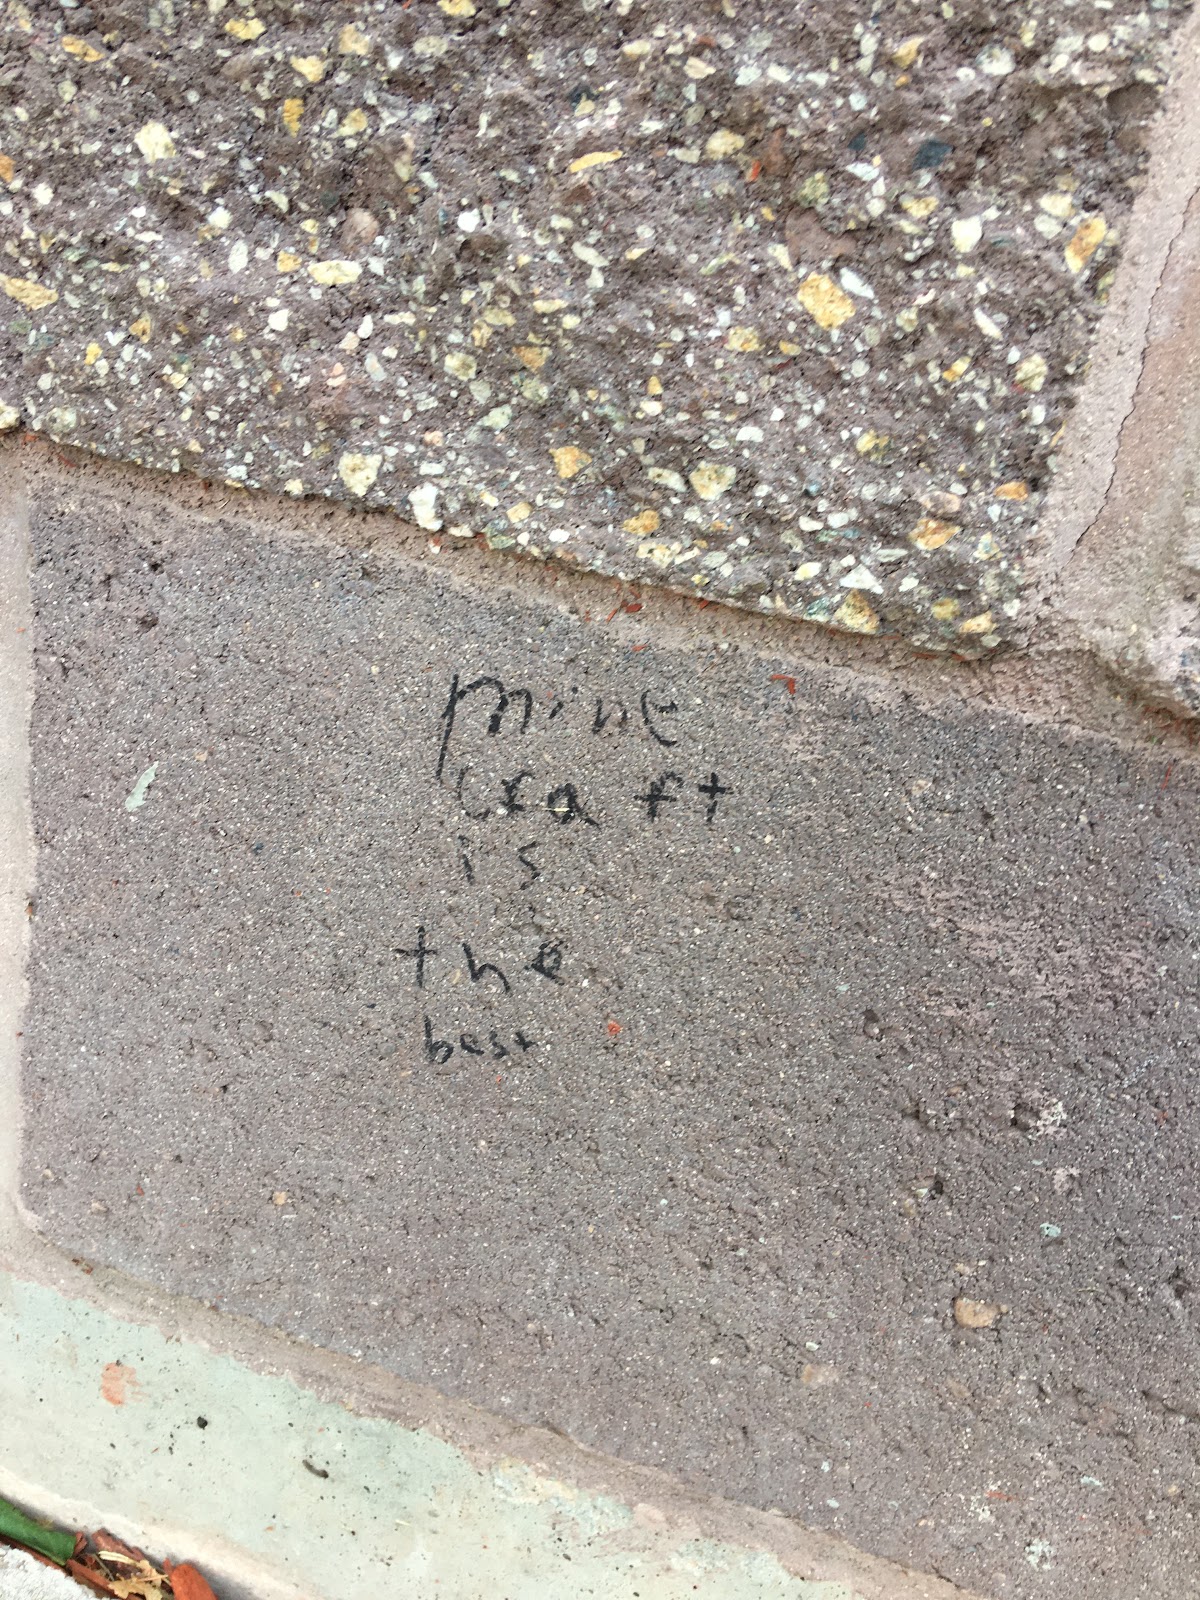 mine
craft
is
the
best